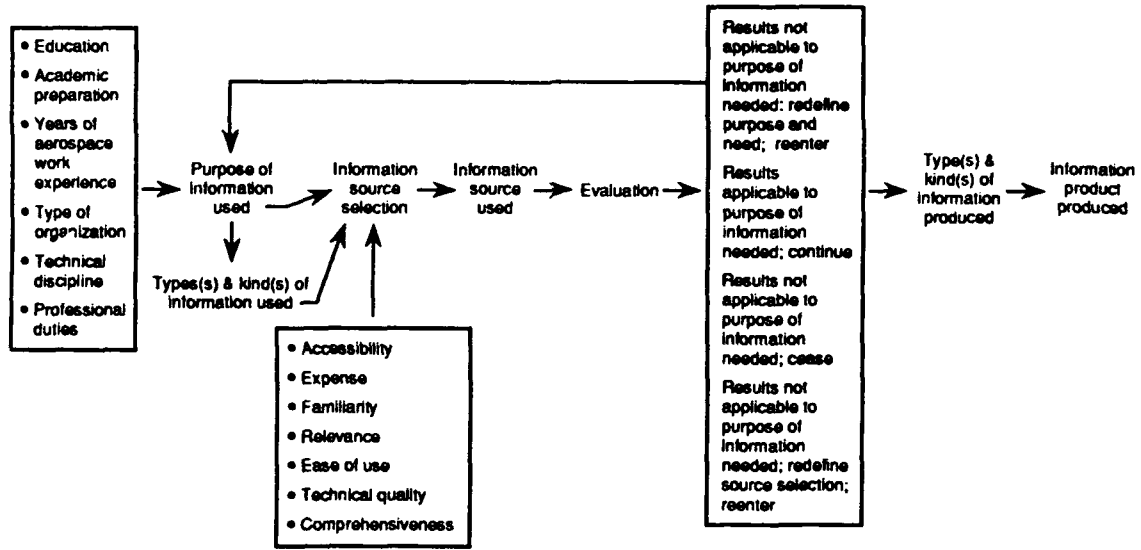 • Education
• Academic
preparation
• Years of
aerospace
work
experience
• Type of
organization
• Technical
discipline
• Professional
duties
Purpose of
information
used
Types(s) & kind(s) of
information used
Information
source
selection
• Accessibility
• Expense
• Familiarity
• Relevance
• Ease of use
• Technical quality
• Comprehensiveness
Information
source
used
Evaluation
Results not
applicable to
purpose of
information
needed: redefine
purpose and
need; reenter
Results
applicable to
purpose of
information
needed; continue
Results not
applicable to
purpose of
information
needed; cease
Results not
applicable to
purpose of
information
needed; redefine
source selection;
reenter
Type(s) &
kind(s) of
information
produced
Information
product
produced